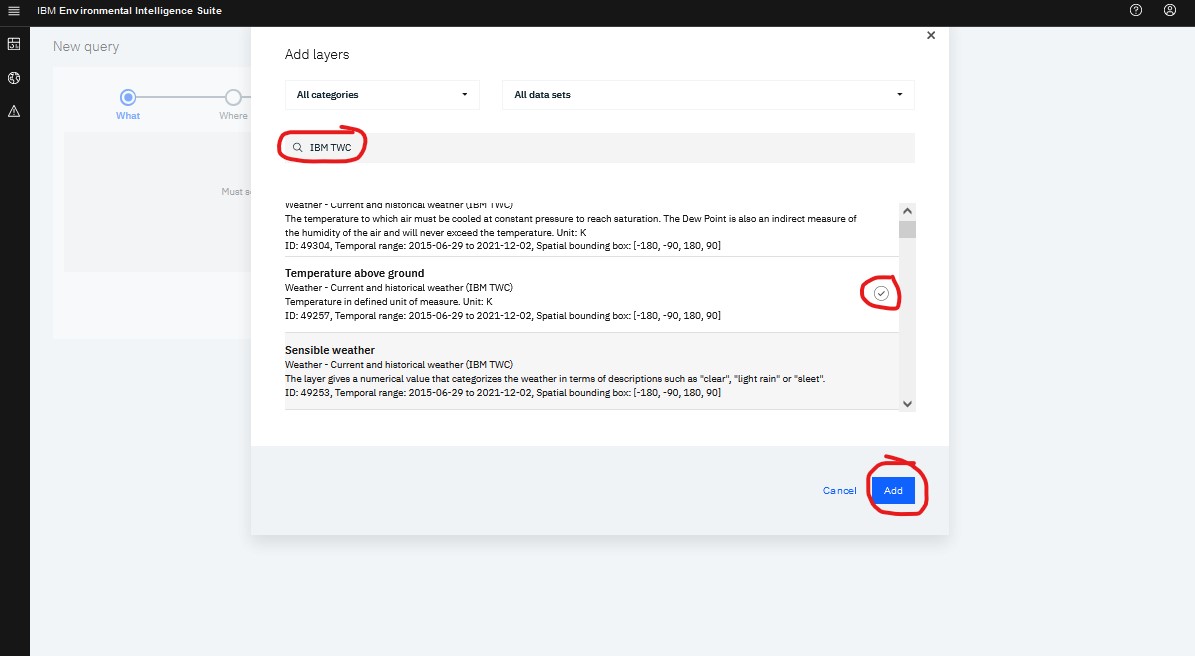 IBM Environmental Intelligence Suite
New query
What
Where
Must se
Add layers
All categories
All data sets
IBM TWC
Weather - Current and historical weather (IBM TWC)
The temperature to which air must be cooled at constant pressure to reach saturation. The Dew Point is also an indirect measure of
the humidity of the air and will never exceed the temperature. Unit: K
ID: 49304, Temporal range: 2015-06-29 to 2021-12-02, Spatial bounding box: [-180, -90, 180, 90]
Temperature above ground
Weather - Current and historical weather (IBM TWC)
Temperature in defined unit of measure. Unit: K
ID: 49257, Temporal range: 2015-06-29 to 2021-12-02, Spatial bounding box: [-180, -90, 180, 90]
Sensible weather
Weather - Current and historical weather (IBM TWC)
The layer gives a numerical value that categorizes the weather in terms of descriptions such as "clear", "light rain" or "sleet".
ID: 49253, Temporal range: 2015-06-29 to 2021-12-02, Spatial bounding box: [-180, -90, 180, 90]
Cancel
Add